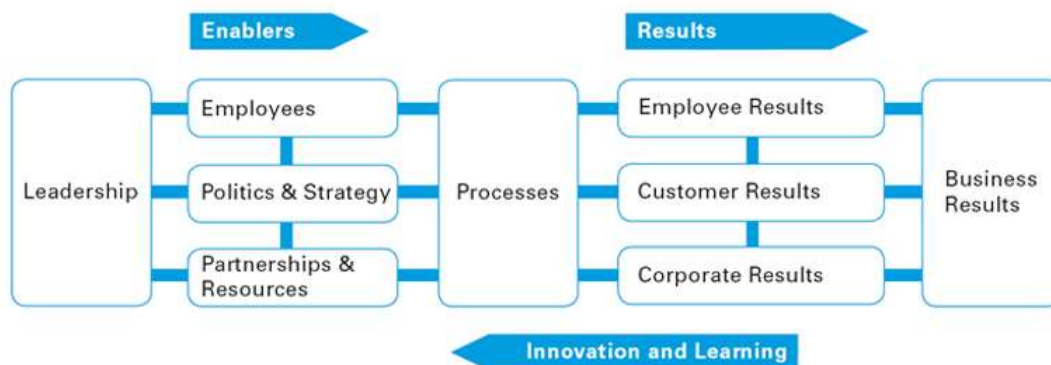 Enablers
Results
Leadership
Employees
Politics & Strategy
Partnerships &
Resources
Processes
Employee Results
Customer Results
Corporate Results
Business
Results
Innovation and Learning